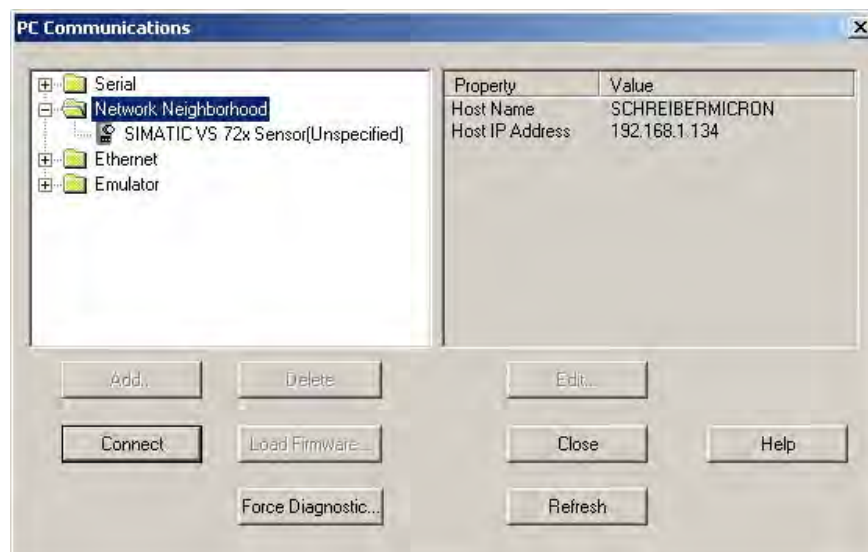 PC Communications
Serial
Network Neighborhood
SIMATIC VS 72x Sensor(Unspecified)
Ethernet
Emulator
Property Value
Host Name SCHREIBERMICRON
Host IP Address 192.168.1.134
Add.. Delete Edit...
Connect Load Firmware... Close Help
Force Diagnostic... Refresh